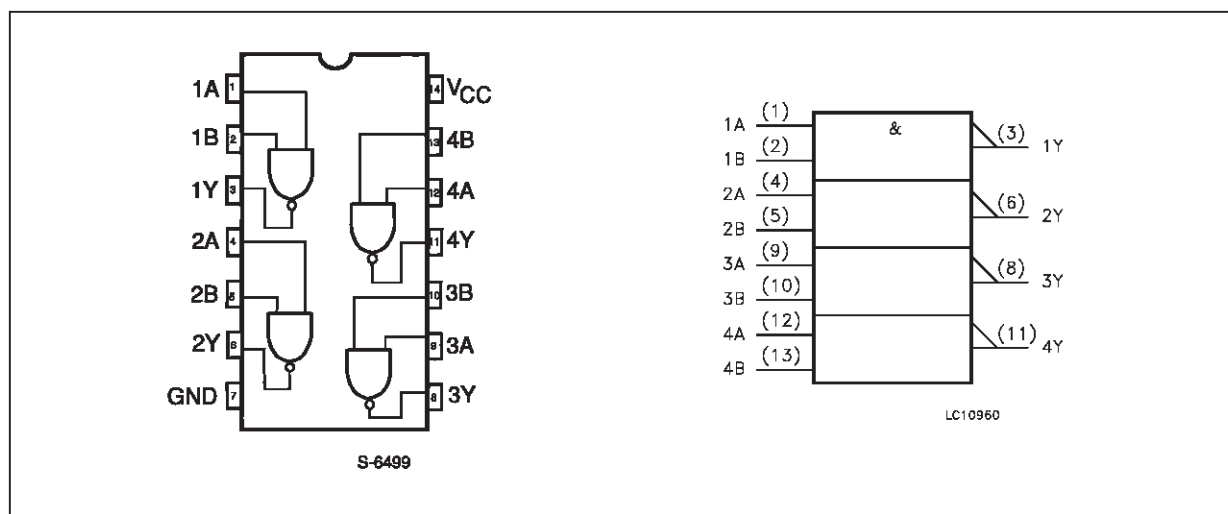 1A 1
1B 2
1Y 3
2A 4
2B 5
2Y 6
GND 7
14 VCC
13 4B
12 4A
11 4Y
10 3B
9 3A
8 3Y
S-6499
&
1A (1)
1B (2)
2A (4)
2B (5)
3A (9)
3B (10)
4A (12)
4B (13)
(3) 1Y
(6) 2Y
(8) 3Y
(11) 4Y
LC10960